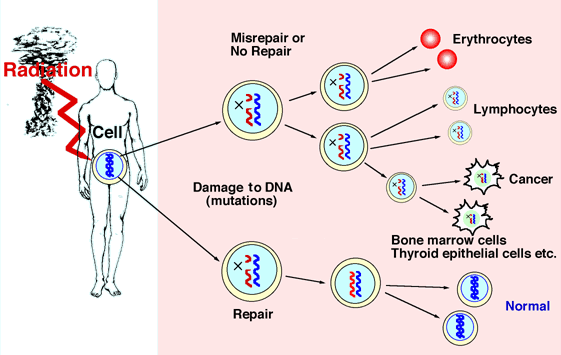 Radiation
Cell
Misrepair or
No Repair
Erythrocytes
Lymphocytes
Cancer
Damage to DNA
(mutations)
Bone marrow cells
Thyroid epithelial cells etc.
Repair
Normal